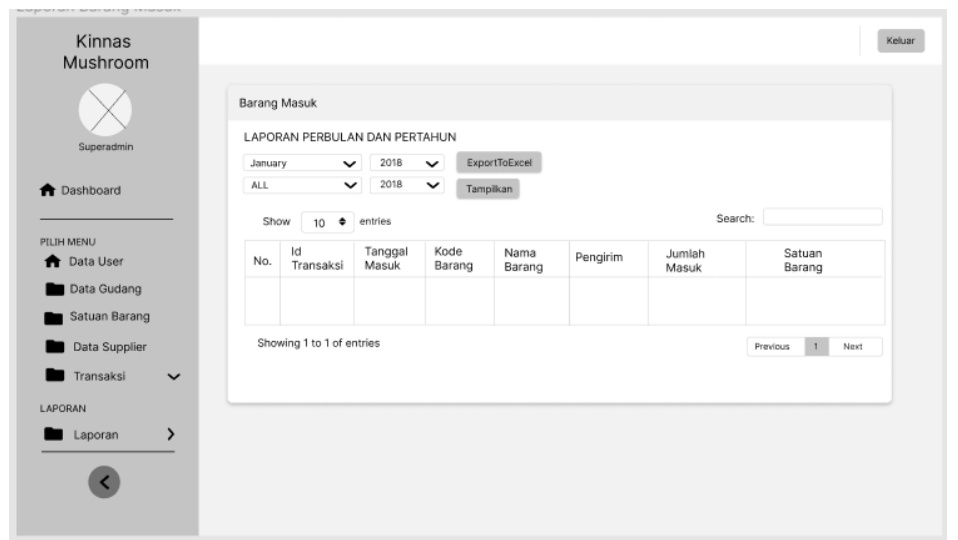 Laporan Barang Masuk
Kinnas
Mushroom
Superadmin
Dashboard
PILIH MENU
Data User
Data Gudang
Satuan Barang
Data Supplier
Transaksi
LAPORAN
Laporan
Keluar
Barang Masuk
LAPORAN PERBULAN DAN PERTAHUN
January 2018 ExportToExcel
ALL 2018 Tampilkan
Show 10 entries Search:
No. Id Transaksi Tanggal Masuk Kode Barang Nama Barang Pengirim Jumlah Masuk Satuan Barang
Showing 1 to 1 of entries
Previous 1 Next